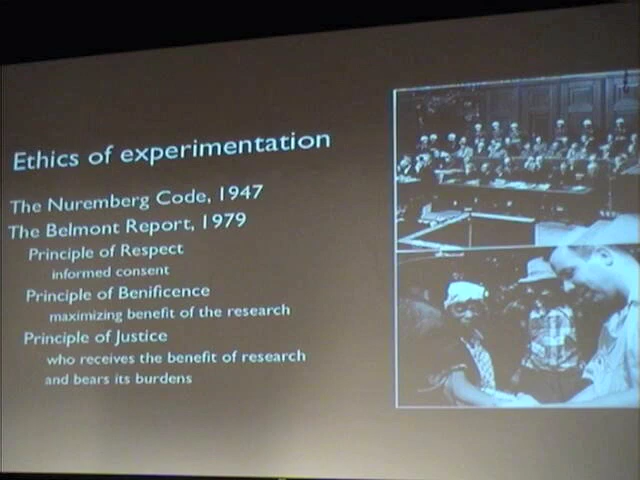 Ethics of experimentation
The Nuremberg Code, 1947
The Belmont Report, 1979
Principle of Respect
informed consent
Principle of Benificence
maximizing benefit of the research
Principle of Justice
who receives the benefit of research
and bears its burdens